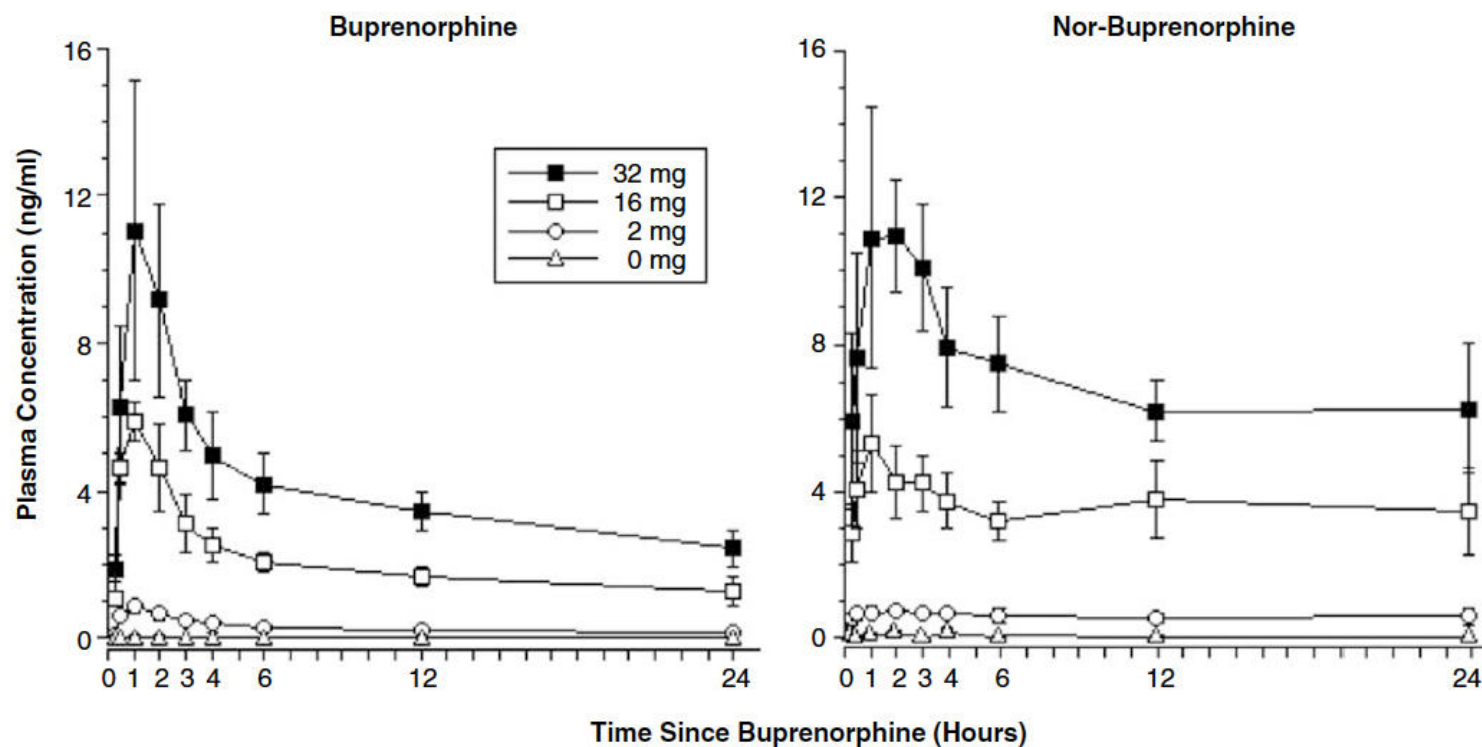 Buprenorphine
Nor-Buprenorphine
Plasma Concentration (ng/ml)
16
12
8
4
0
32 mg
16 mg
2 mg
0 mg
0 1 2 3 4 6 12 24
16
12
8
4
0
0 1 2 3 4 6 12 24
Time Since Buprenorphine (Hours)